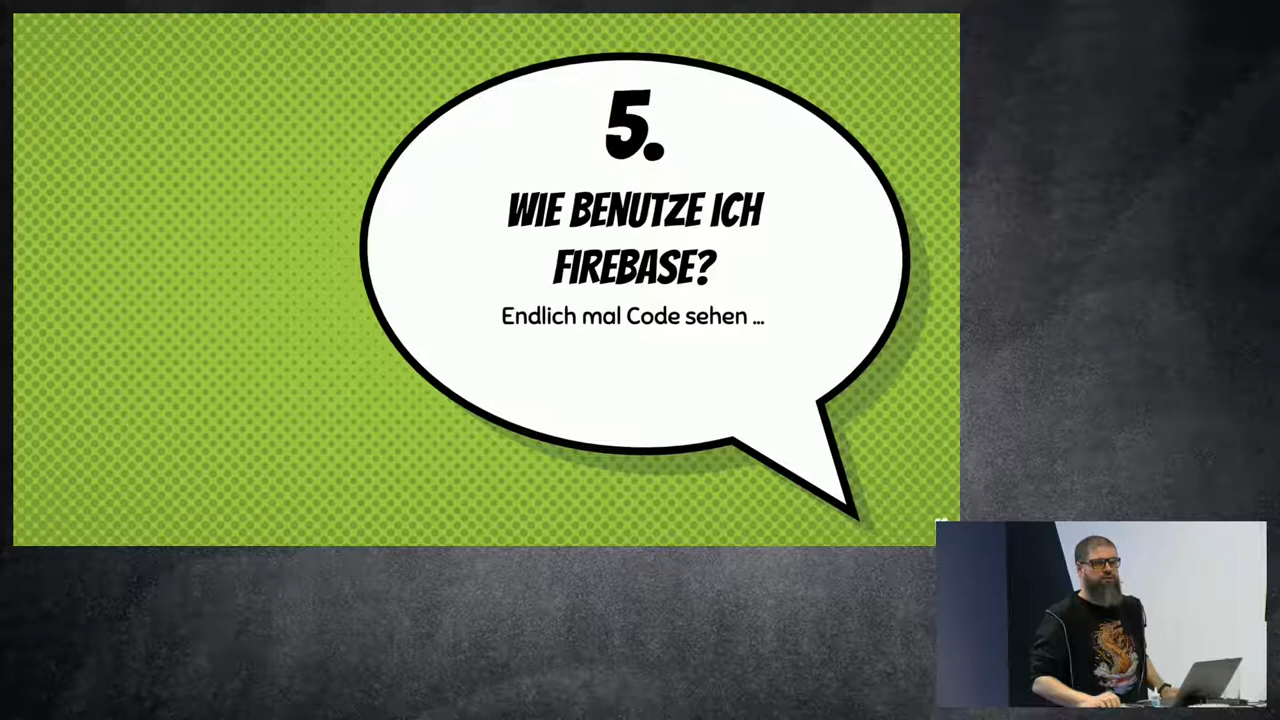 5.
WIE BENUTZE ICH
FIREBASE?
Endlich mal Code sehen ...